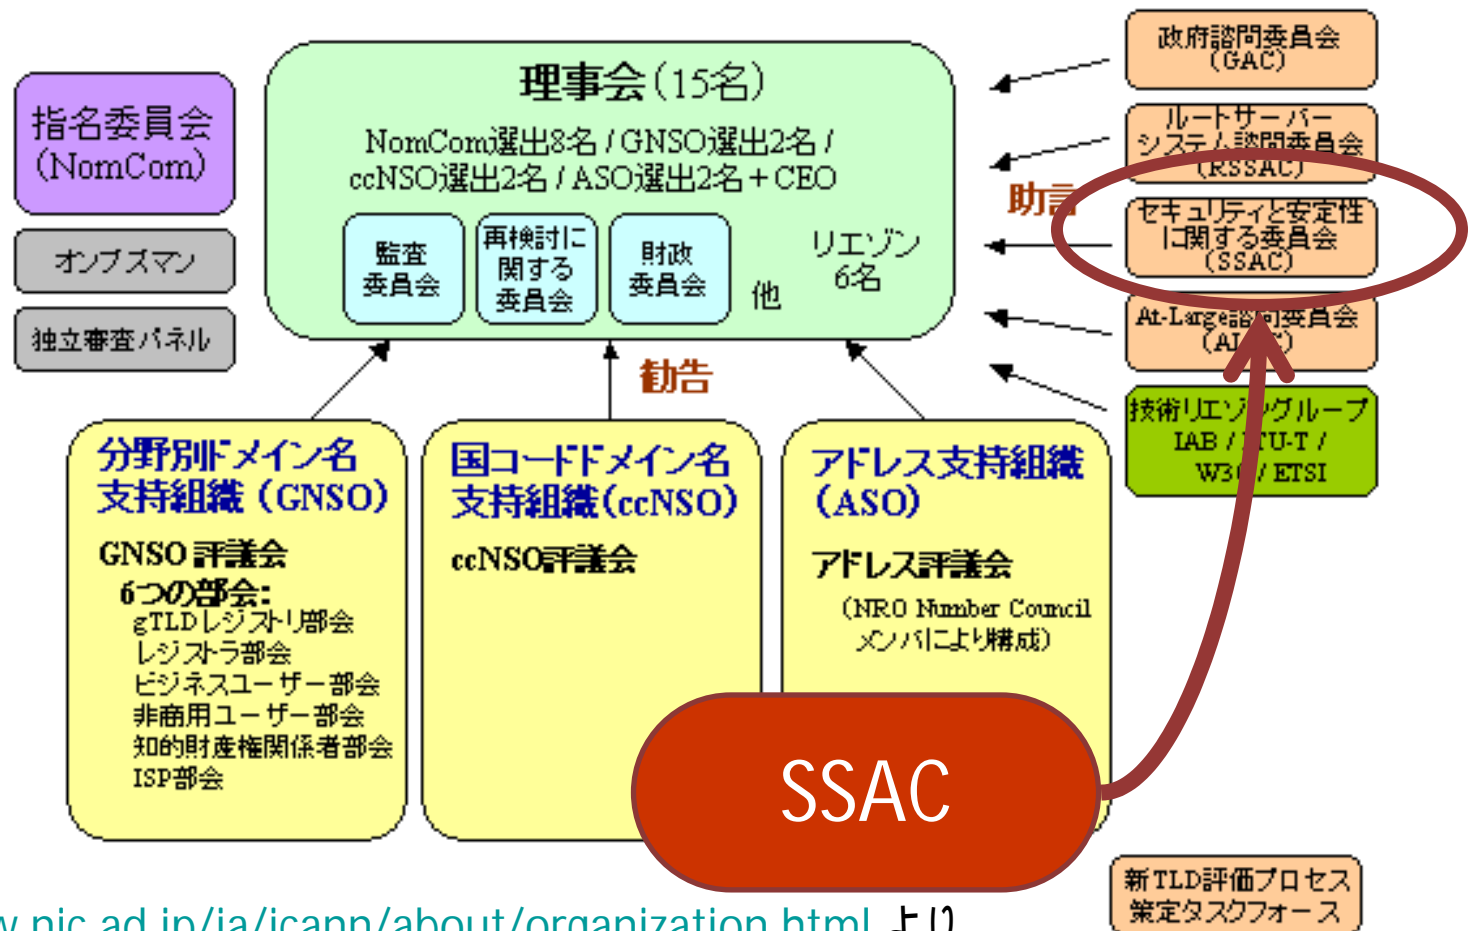 指名委員会
(NomCom)
オンブズマン
独立審査パネル
理事会(15名)
NomCom選出8名 / GNSO選出2名 /
ccNSO選出2名 / ASO選出2名+CEO
監査
委員会
再検討に
関する
委員会
財政
委員会
他
リエゾン
6名
助言
政府諮問委員会
(GAC)
ルートサーバー
システム諮問委員会
(RSSAC)
セキュリティと安定性
に関する委員会
(SSAC)
At-Large諮問委員会
技術リエゾングループ
IAB / ITU-T /
W3C / ETSI
勧告
分野別ドメイン名
支持組織 (GNSO)
GNSO 評議会
6つの部会:
gTLDレジストリ部会
レジストラ部会
ビジネスユーザー部会
非商用ユーザー部会
知的財産権関係者部会
ISP部会
国コードドメイン名
支持組織(ccNSO)
ccNSO評議会
アドレス支持組織
(ASO)
アドレス評議会
(NRO Number Council
メンバにより構成)
SSAC
新TLD評価プロセス
策定タスクフォース
w.nic.ad.jp/ja/icann/about/organization.html より